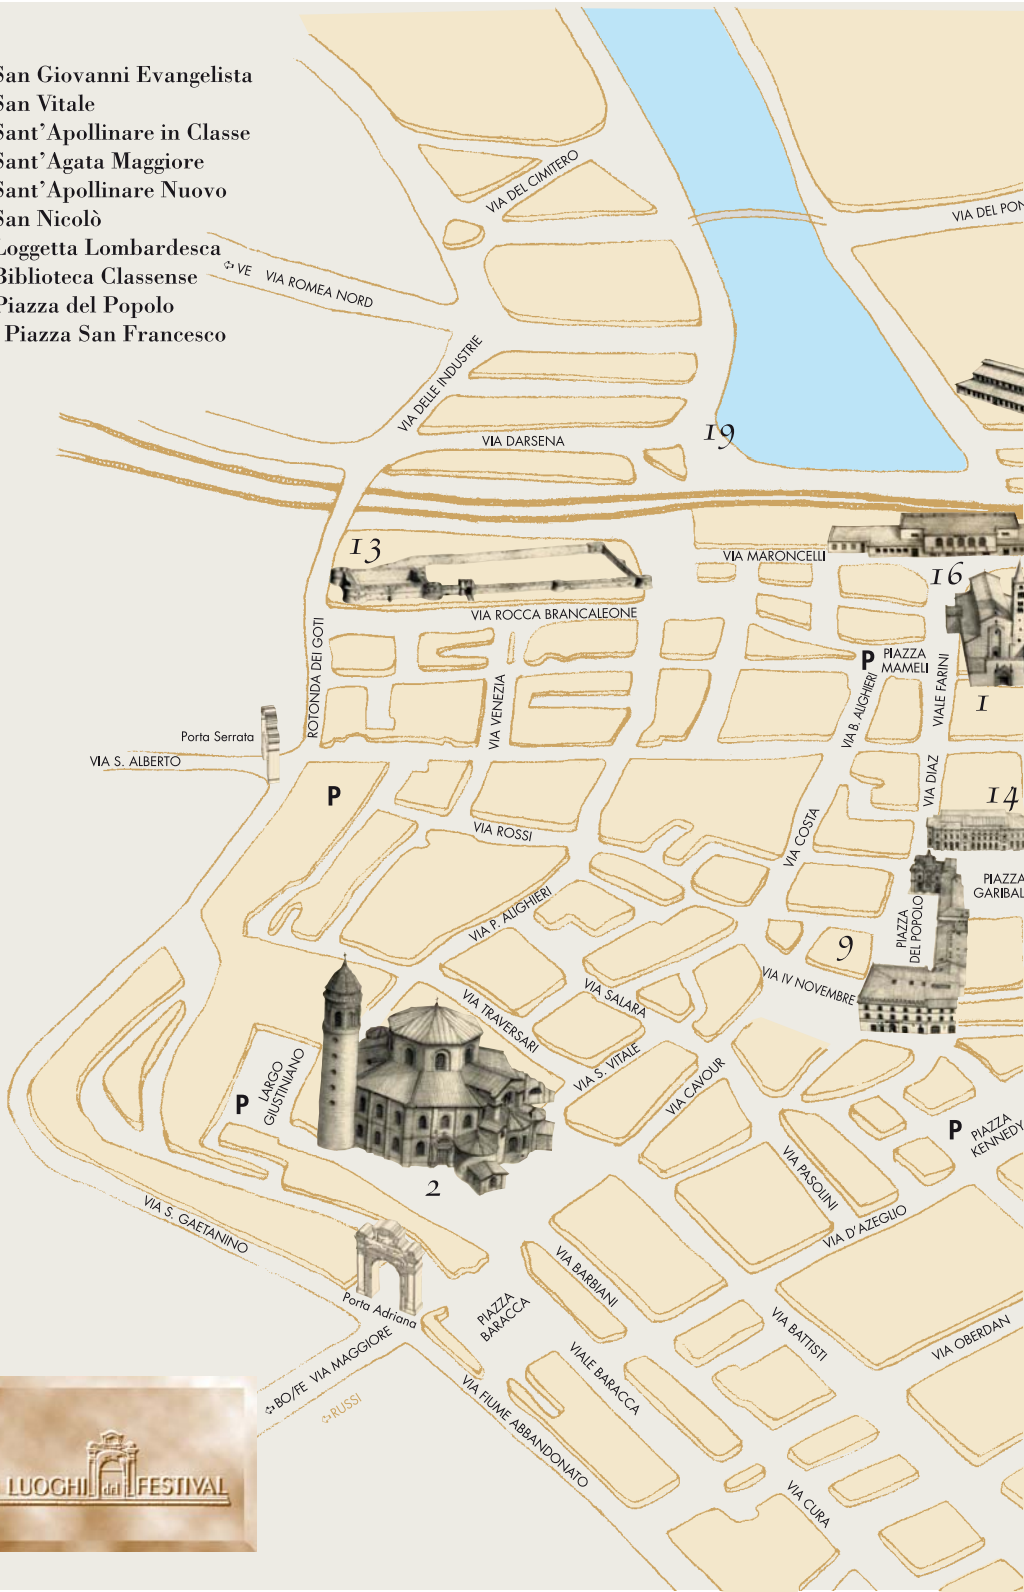 San Giovanni Evangelista
San Vitale
Sant'Apollinare in Classe
Sant'Agata Maggiore
Sant'Apollinare Nuovo
San Nicolò
Loggetta Lombardesca
Biblioteca Classense
Piazza del Popolo
Piazza San Francesco
VIA DEL CIMITERO
VIA DEL PON
VE VIA ROMEA NORD
VIA DELLE INDUSTRIE
VIA DARSENA
19
13
VIA MARONCELLI
16
VIA ROCCA BRANCALEONE
ROTONDA DEI GOTI
P
PIAZZA
MAMELI
VIALE FARINI
VIA B. ALIGHIERI
1
VIA VENEZIA
Porta Serrata
VIA S. ALBERTO
P
VIA DIAZ
14
VIA ROSSI
VIA COSTA
PIAZZA
GARIBAL
VIA P. ALIGHIERI
PIAZZA
DEL POPOLO
9
VIA IV NOVEMBRE
VIA SALARA
VIA TRAVERSARI
VIA S. VITALE
VIA CAVOUR
LARGO
GIUSTINIANO
P
P
PIAZZA
KENNEDY
2
VIA PASOLINI
VIA D'AZEGLIO
VIA S. GAETANINO
VIA BARBIANI
Porta Adriana
PIAZZA
BARACCA
VIA BATTISTI
VIA OBERDAN
BO/FE VIA MAGGIORE
RUSSI
VIALE BARACCA
VIA FIUME ABBANDONATO
VIA CURA
LUOGHI del FESTIVAL